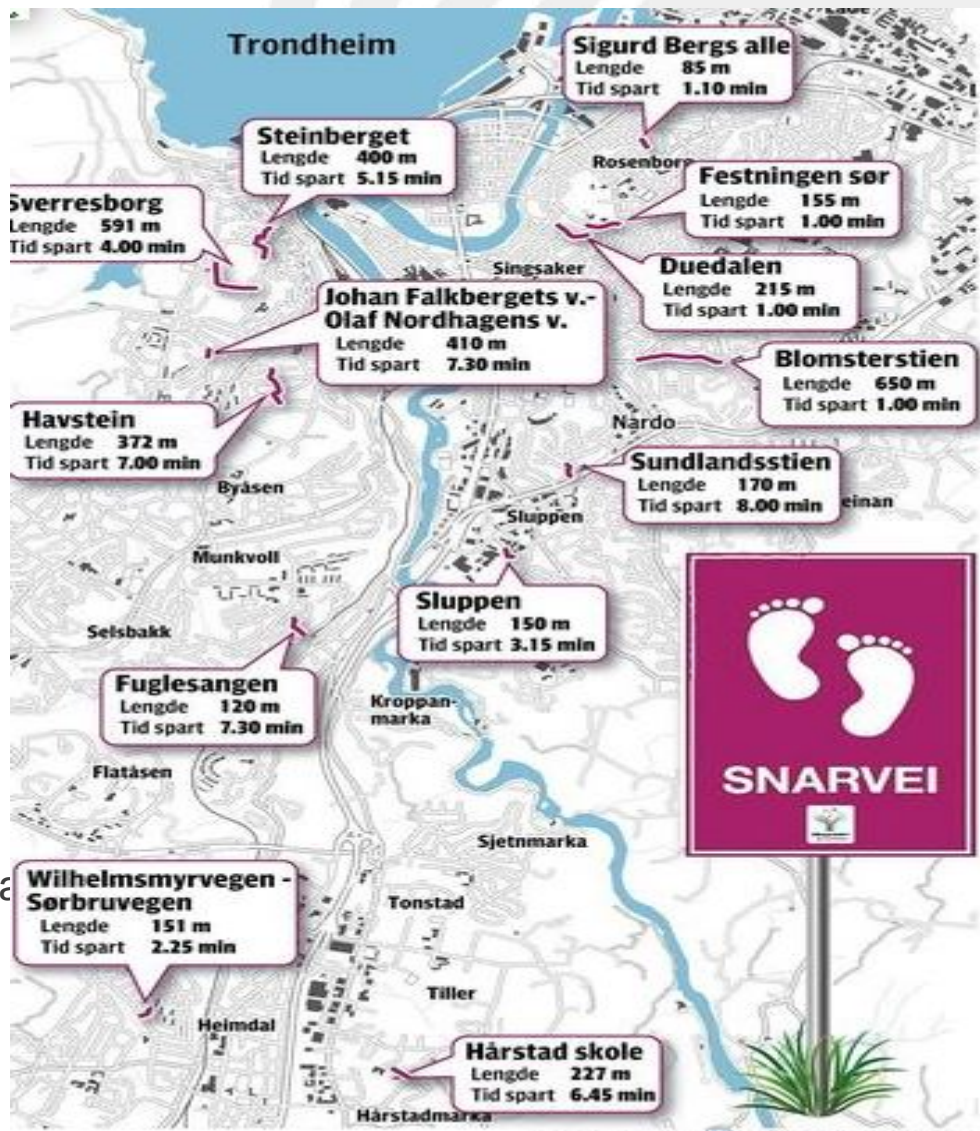 Trondheim
Sigurd Bergs alle
Lengde 85 m
Tid spart 1.10 min
Steinberget
Lengde 400 m
Tid spart 5.15 min
Rosenborg
Festningen sør
Lengde 155 m
Tid spart 1.00 min
Sverresborg
Lengde 591 m
Tid spart 4.00 min
Singsaker
Duedalen
Lengde 215 m
Tid spart 1.00 min
Johan Falkbergets v.-
Olaf Nordhagens v.
Lengde 410 m
Tid spart 7.30 min
Blomsterstien
Lengde 650 m
Tid spart 1.00 min
Havstein
Lengde 372 m
Tid spart 7.00 min
Nardo
Sundlandsstien
Lengde 170 m
Tid spart 8.00 min
einan
Byåsen
Sluppen
Munkvoll
Sluppen
Lengde 150 m
Tid spart 3.15 min
Selsbakk
Fuglesangen
Lengde 120 m
Tid spart 7.30 min
Kroppan-
marka
Flatåsen
SNARVEI
Sjetnmarka
Wilhelmsmyrvegen -
Sørbruvegen
Lengde 151 m
Tid spart 2.25 min
Tonstad
Tiller
Heimdal
Hårstad skole
Lengde 227 m
Tid spart 6.45 min
Hårstadmarka